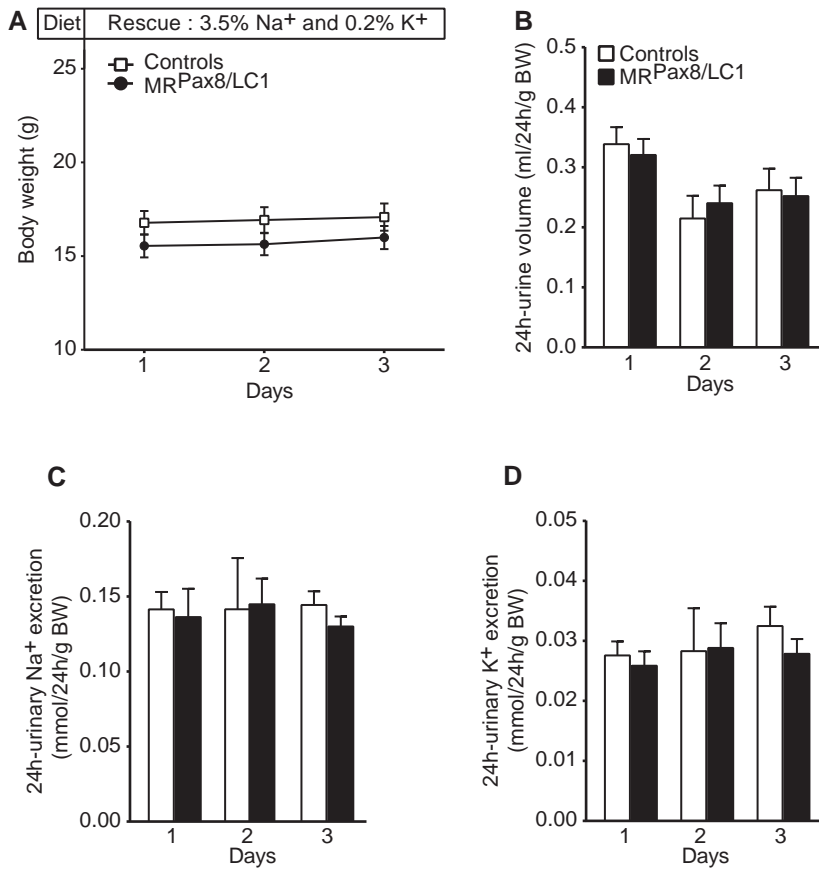 A
Diet Rescue : 3.5% Na+ and 0.2% K+
Controls
MRPax8/LC1
Body weight (g)
25
20
15
10
1 2 3
Days
B
Controls
MRPax8/LC1
24h-urine volume (ml/24h/g BW)
0.5
0.4
0.3
0.2
0.1
0.0
1 2 3
Days
C
24h-urinary Na+ excretion
(mmol/24h/g BW)
0.20
0.15
0.10
0.05
0.00
1 2 3
Days
D
24h-urinary K+ excretion
(mmol/24h/g BW)
0.05
0.04
0.03
0.02
0.01
0.00
1 2 3
Days